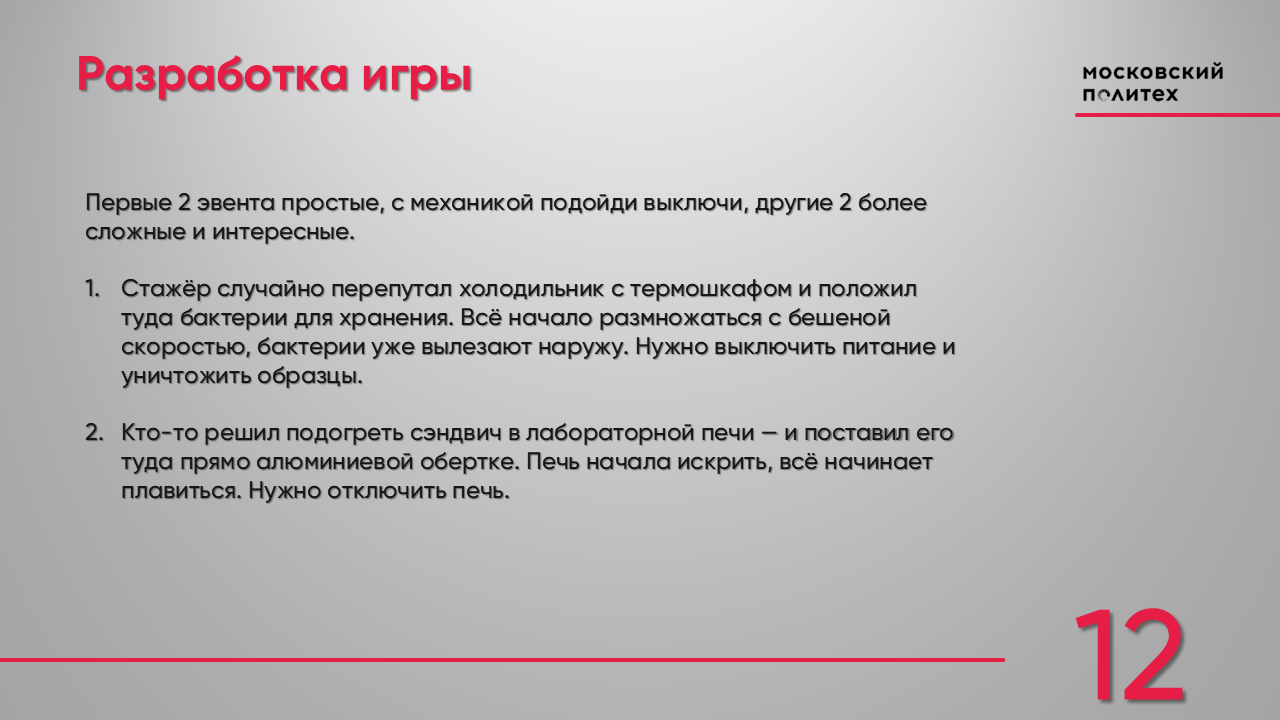 Разработка игры
московский
политех
Первые 2 эвента простые, с механикой подойди выключи, другие 2 более
сложные и интересные.
1. Стажёр случайно перепутал холодильник с термошкафом и положил
туда бактерии для хранения. Всё начало размножаться с бешеной
скоростью, бактерии уже вылезают наружу. Нужно выключить питание и
уничтожить образцы.
2. Кто-то решил подогреть сэндвич в лабораторной печи — и поставил его
туда прямо алюминиевой обертке. Печь начала искрить, всё начинает
плавиться. Нужно отключить печь.
12